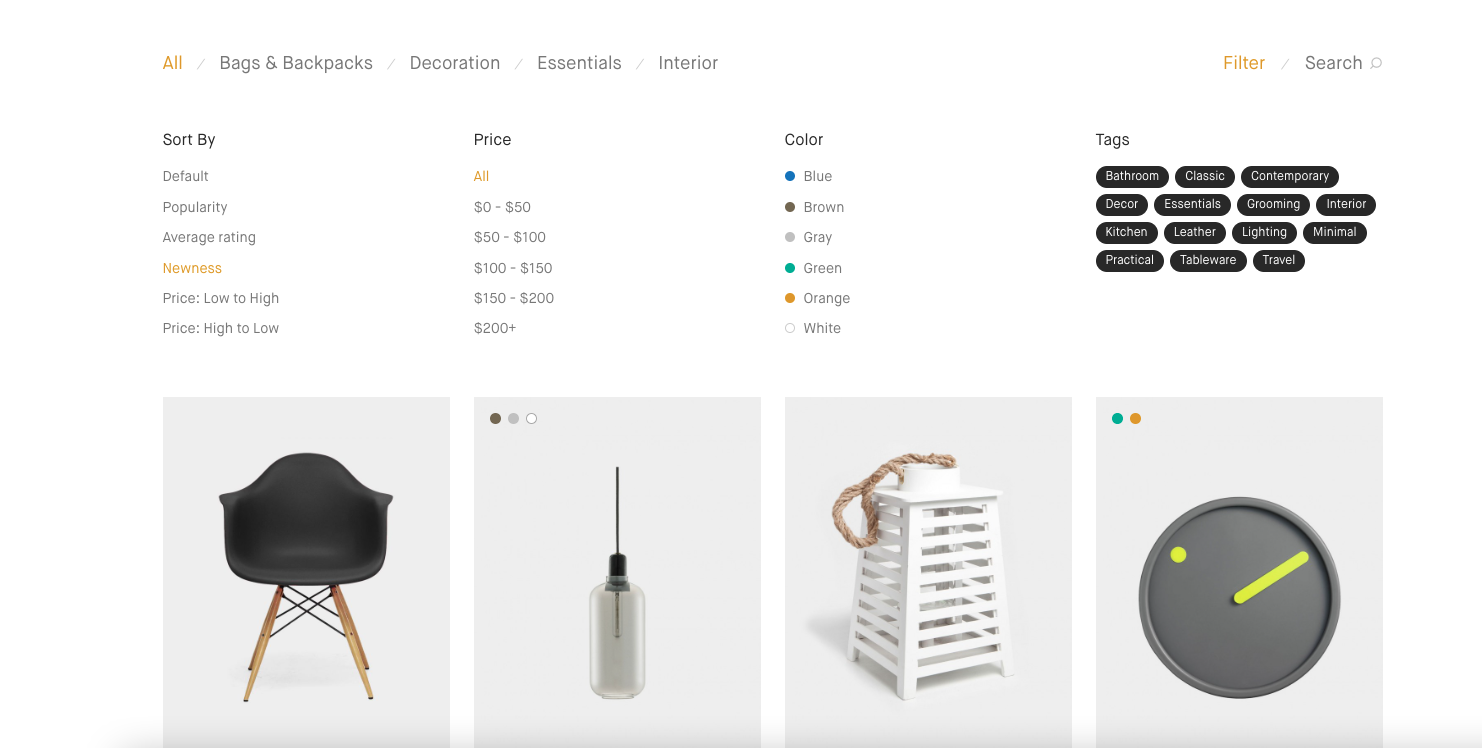 All / Bags & Backpacks / Decoration / Essentials / Interior
Filter / Search
Sort By
Default
Popularity
Average rating
Newness
Price: Low to High
Price: High to Low
Price
All
$0 - $50
$50 - $100
$100 - $150
$150 - $200
$200+
Color
Blue
Brown
Gray
Green
Orange
White
Tags
Bathroom Classic Contemporary
Decor Essentials Grooming Interior
Kitchen Leather Lighting Minimal
Practical Tableware Travel